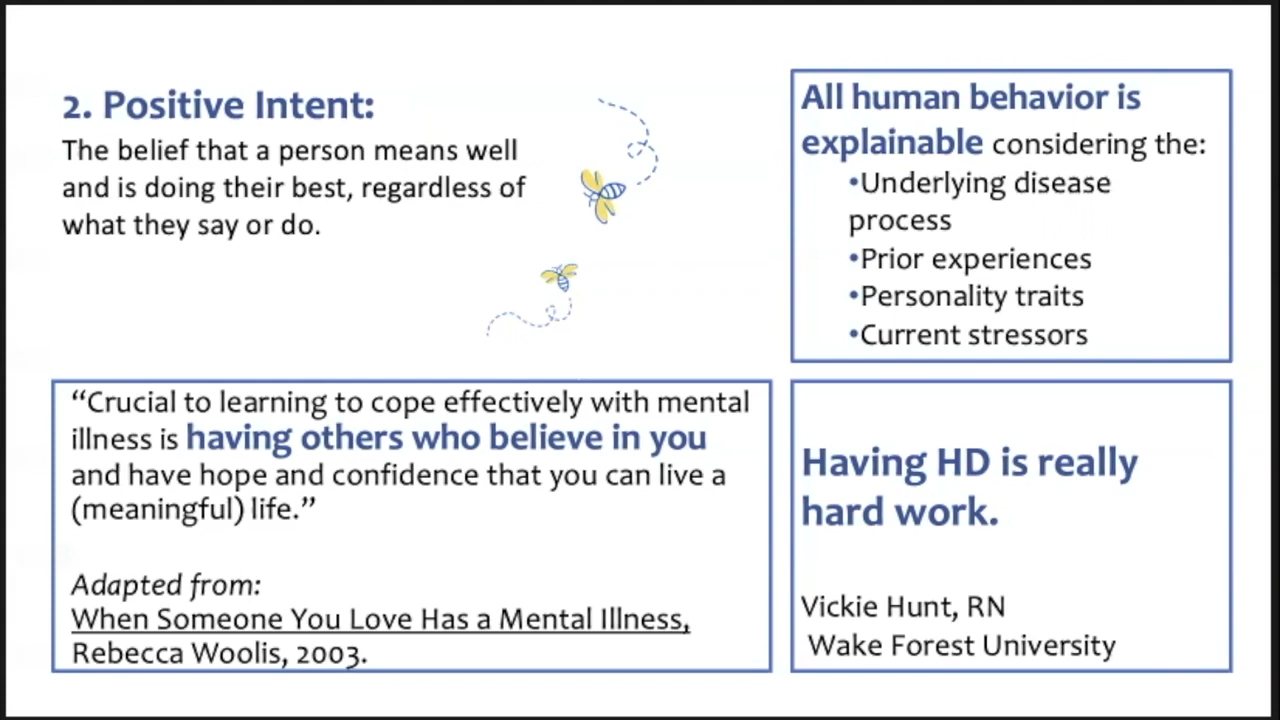 2. Positive Intent:
The belief that a person means well
and is doing their best, regardless of
what they say or do.
All human behavior is
explainable considering the:
•Underlying disease
process
•Prior experiences
•Personality traits
•Current stressors
“Crucial to learning to cope effectively with mental
illness is having others who believe in you
and have hope and confidence that you can live a
(meaningful) life.”
Adapted from:
When Someone You Love Has a Mental Illness,
Rebecca Woolis, 2003.
Having HD is really
hard work.
Vickie Hunt, RN
Wake Forest University